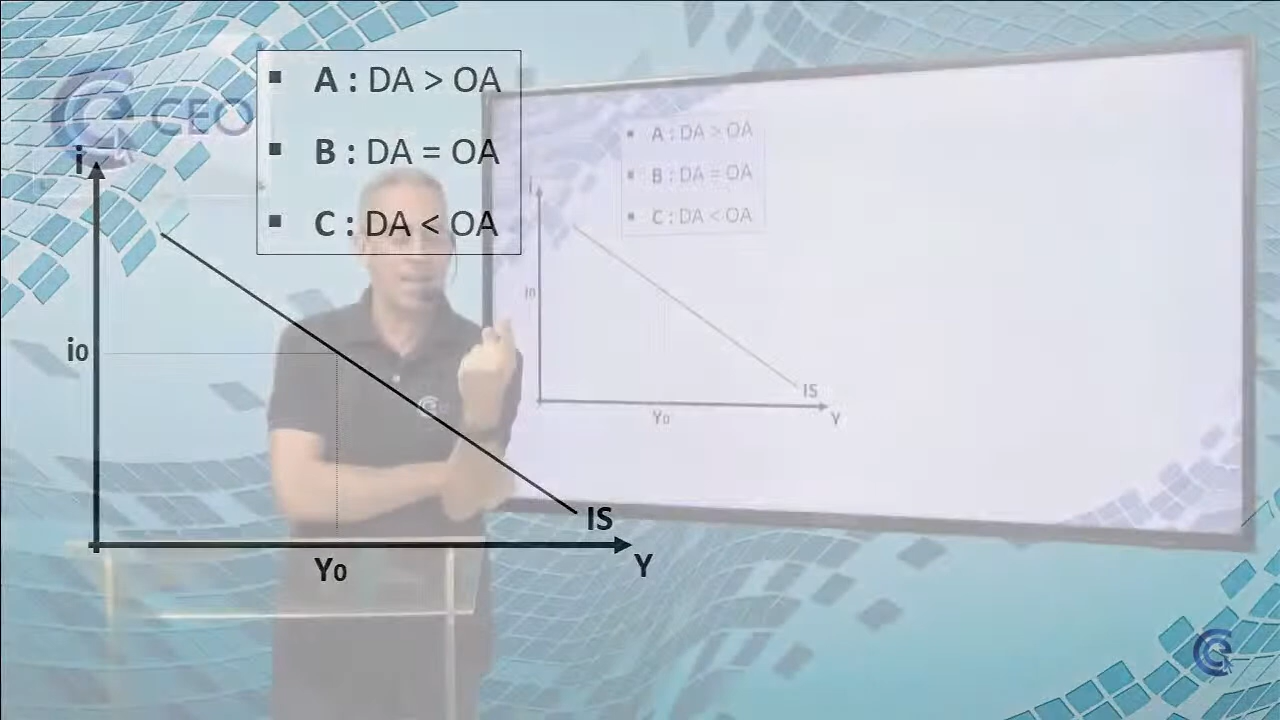 CEO
▪ A : DA > OA
▪ B : DA = OA
▪ C : DA < OA
i
i0
IS
Y0
Y
▪ A : DA > OA
▪ B : DA = OA
▪ C : DA < OA
i
i0
IS
Y0
Y